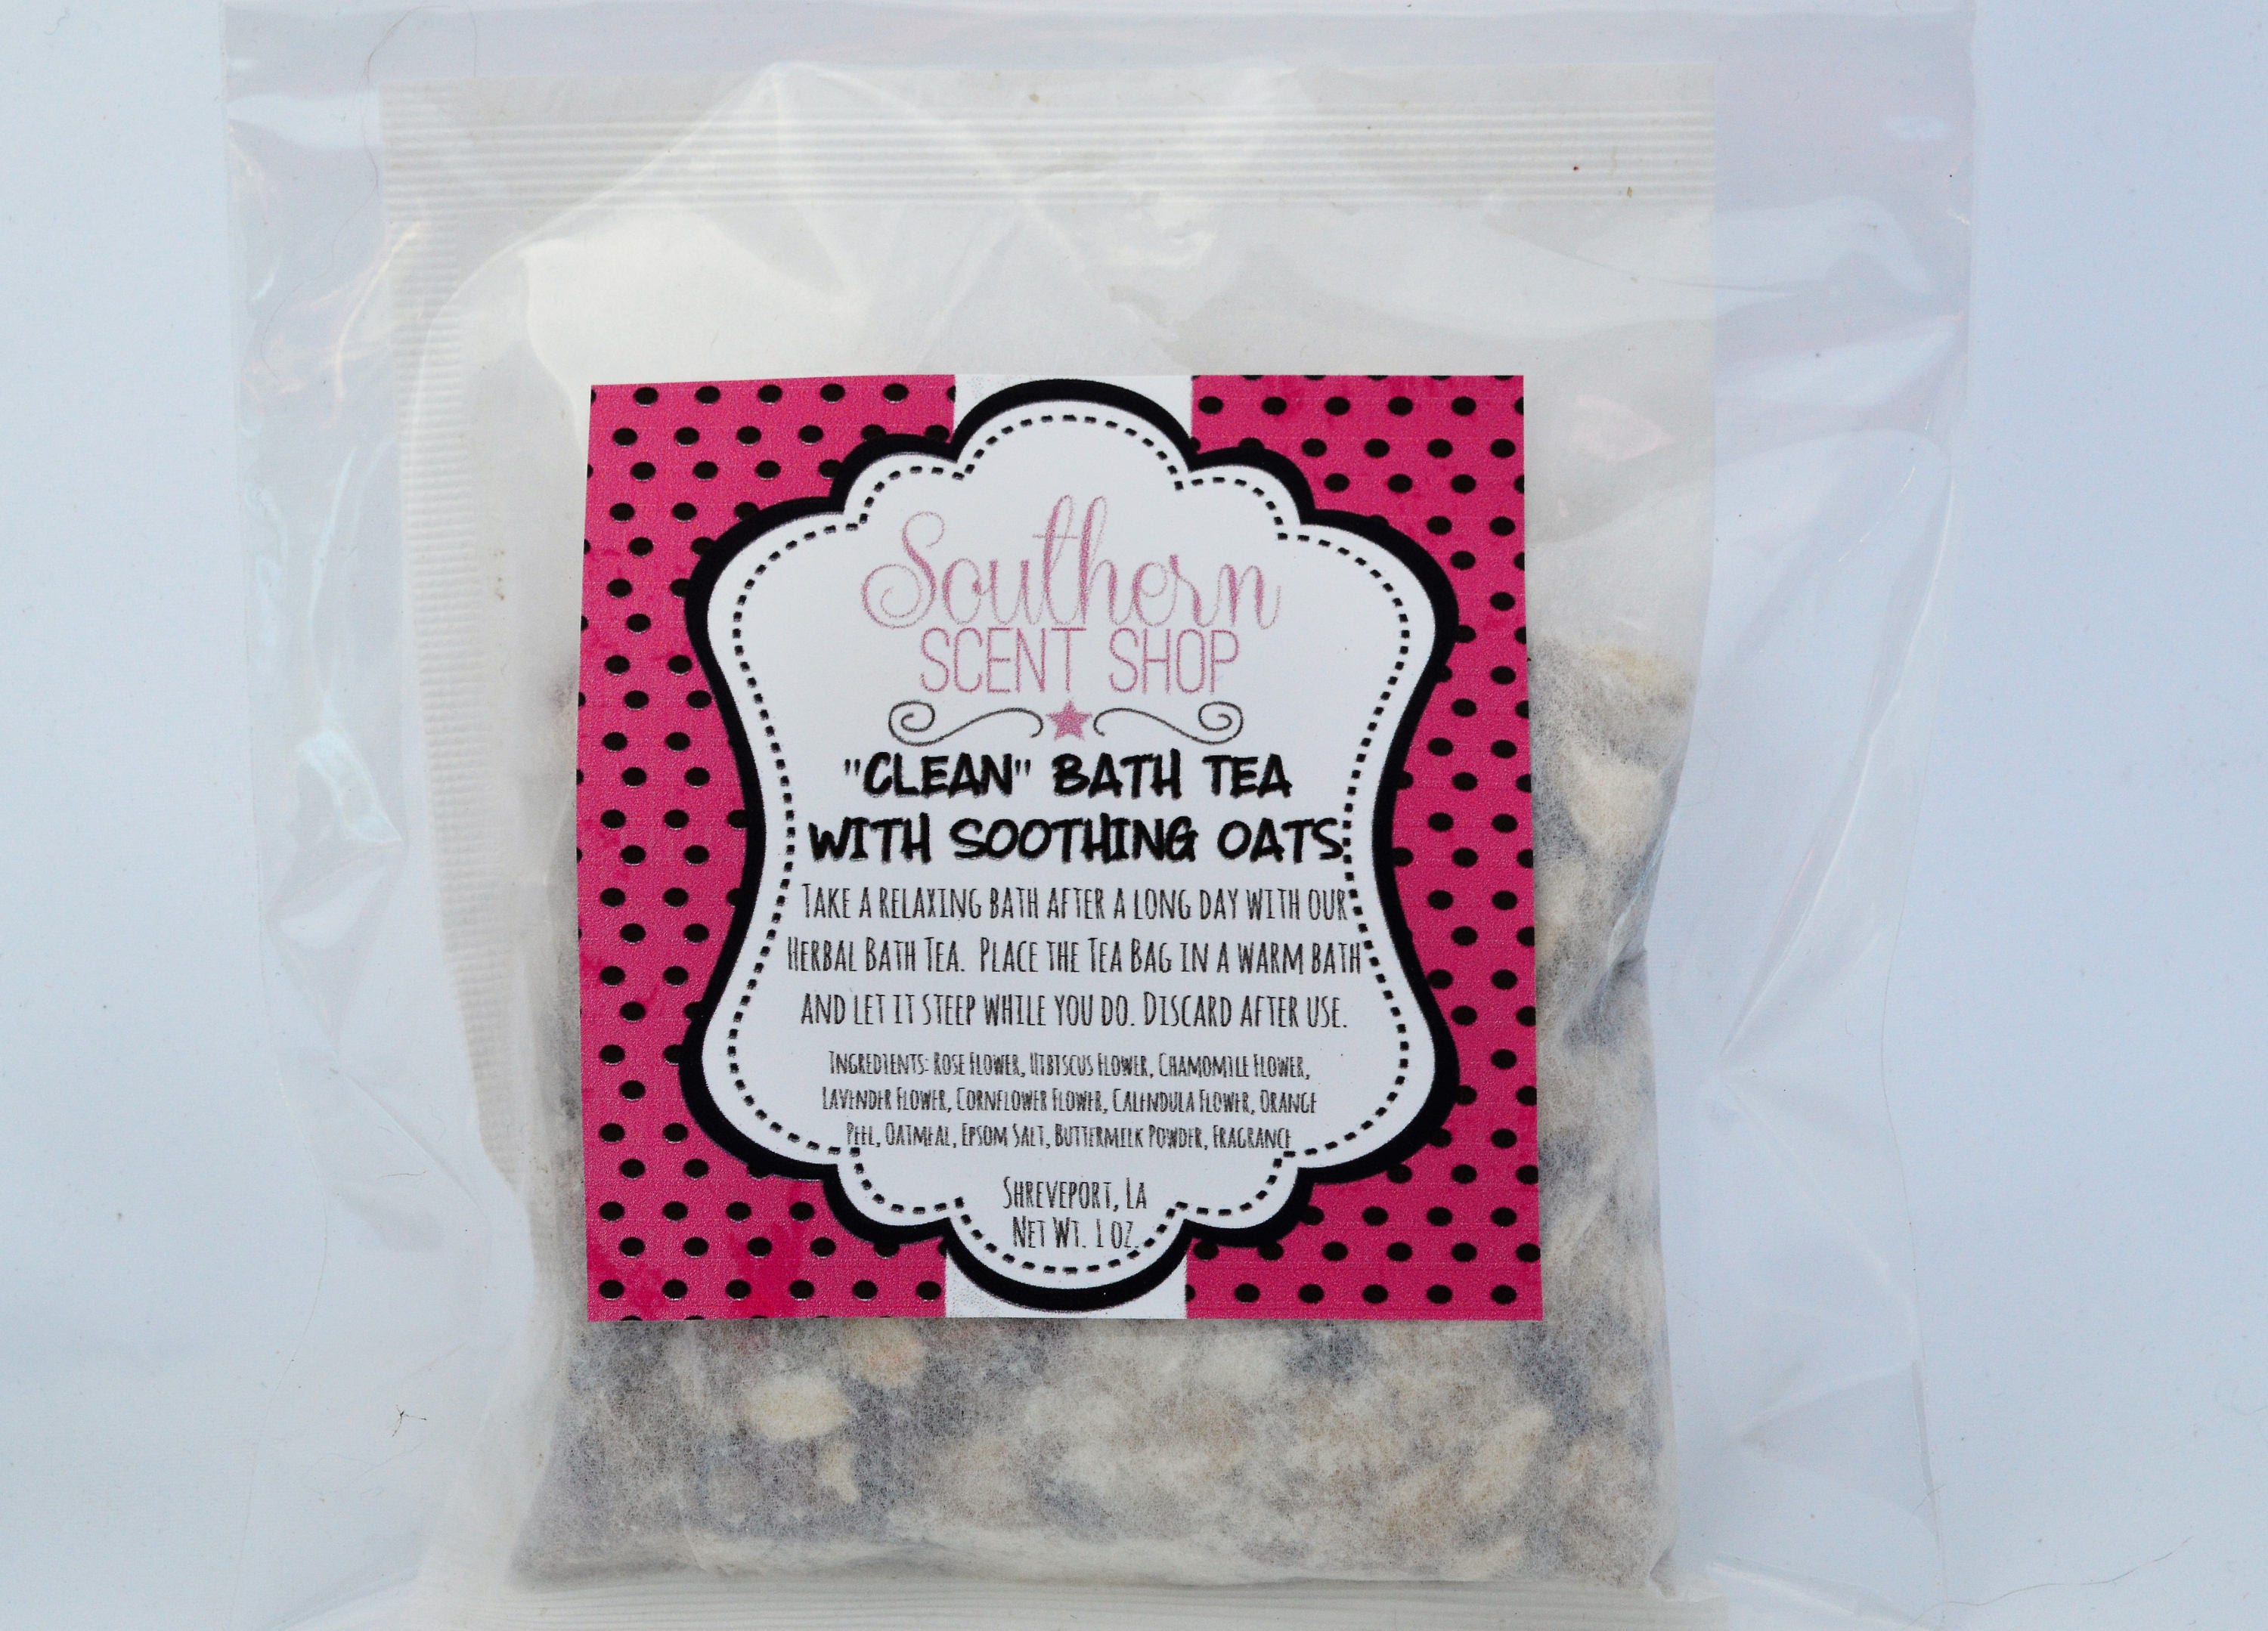 Southern
SCENT SHOP
"CLEAN" BATH TEA
WITH SOOTHING OATS
TAKE A RELAXING BATH AFTER A LONG DAY WITH OUR
HERBAL BATH TEA. PLACE THE TEA BAG IN A WARM BATH
AND LET IT STEEP WHILE YOU DO. DISCARD AFTER USE.
INGREDIENTS: ROSE FLOWER, HIBISCUS FLOWER, CHAMOMILE FLOWER,
LAVENDER FLOWER, CORNFLOWER FLOWER, CALENDULA FLOWER, ORANGE
PEEL, OATMEAL, EPSOM SALT, BUTTERMILK POWDER, FRAGRANCE
SHREVEPORT, LA
NET WT. 1 OZ.